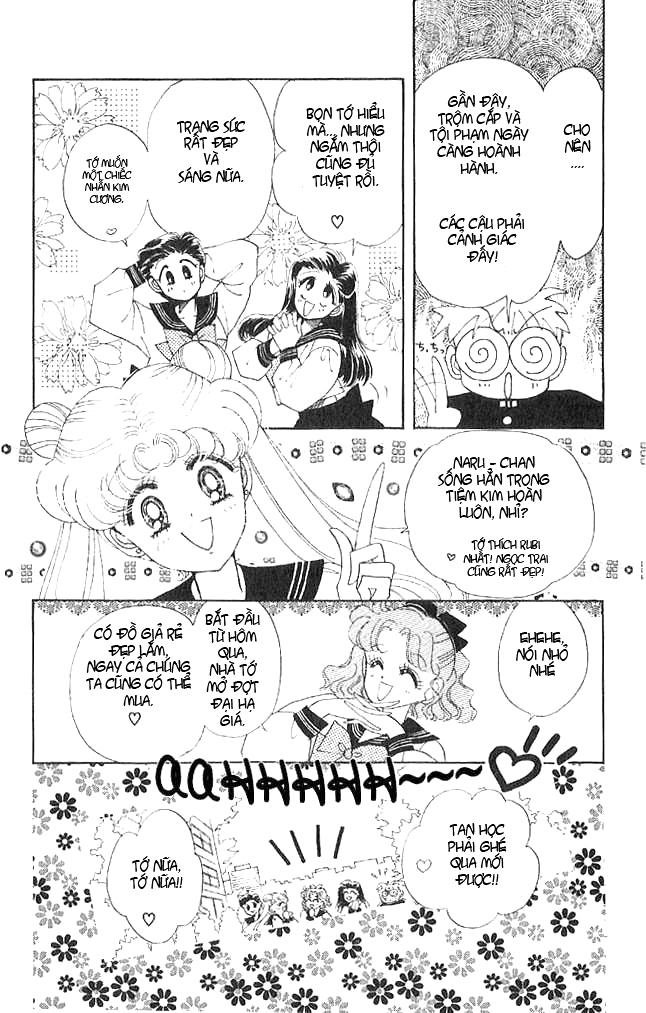 CHO
NÊN
....
GẦN ĐÂY,
TRỘM CẮP VÀ
TỘI PHẠM NGÀY
CÀNG HOÀNH
HÀNH.
CÁC CẬU PHẢI
CẢNH GIÁC
ĐẤY!
BỌN TỚ HIỂU
MÀ... NHƯNG
NGẮM THÔI
CŨNG ĐỦ
TUYỆT RỒI.
♡
TRANG SỨC
RẤT ĐẸP
VÀ
SÁNG NỮA.
TỚ MUỐN
MỘT CHIẾC
NHẪN KIM
CƯƠNG.
♡
NARU - CHAN
SỐNG HẲN TRONG
TIỆM KIM HOÀN
LUÔN, NHỈ?
TỚ THÍCH RUBI
NHẤT! NGỌC TRAI
CŨNG RẤT ĐẸP!
EHEHE,
NÓI NHỎ
NHÉ
BẮT ĐẦU
TỪ HÔM
QUA,
NHÀ TỚ
MỞ ĐỢT
ĐẠI HẠ
GIÁ.
CÓ ĐỒ GIÁ RẺ
ĐẸP LẮM,
NGAY CẢ CHÚNG
TA CŨNG CÓ THỂ
MUA.
♡
AAHHHHH~~~♡
TAN HỌC
PHẢI GHÉ
QUA MỚI
ĐƯỢC!!
♡
TỚ NỮA,
TỚ NỮA!!
♡